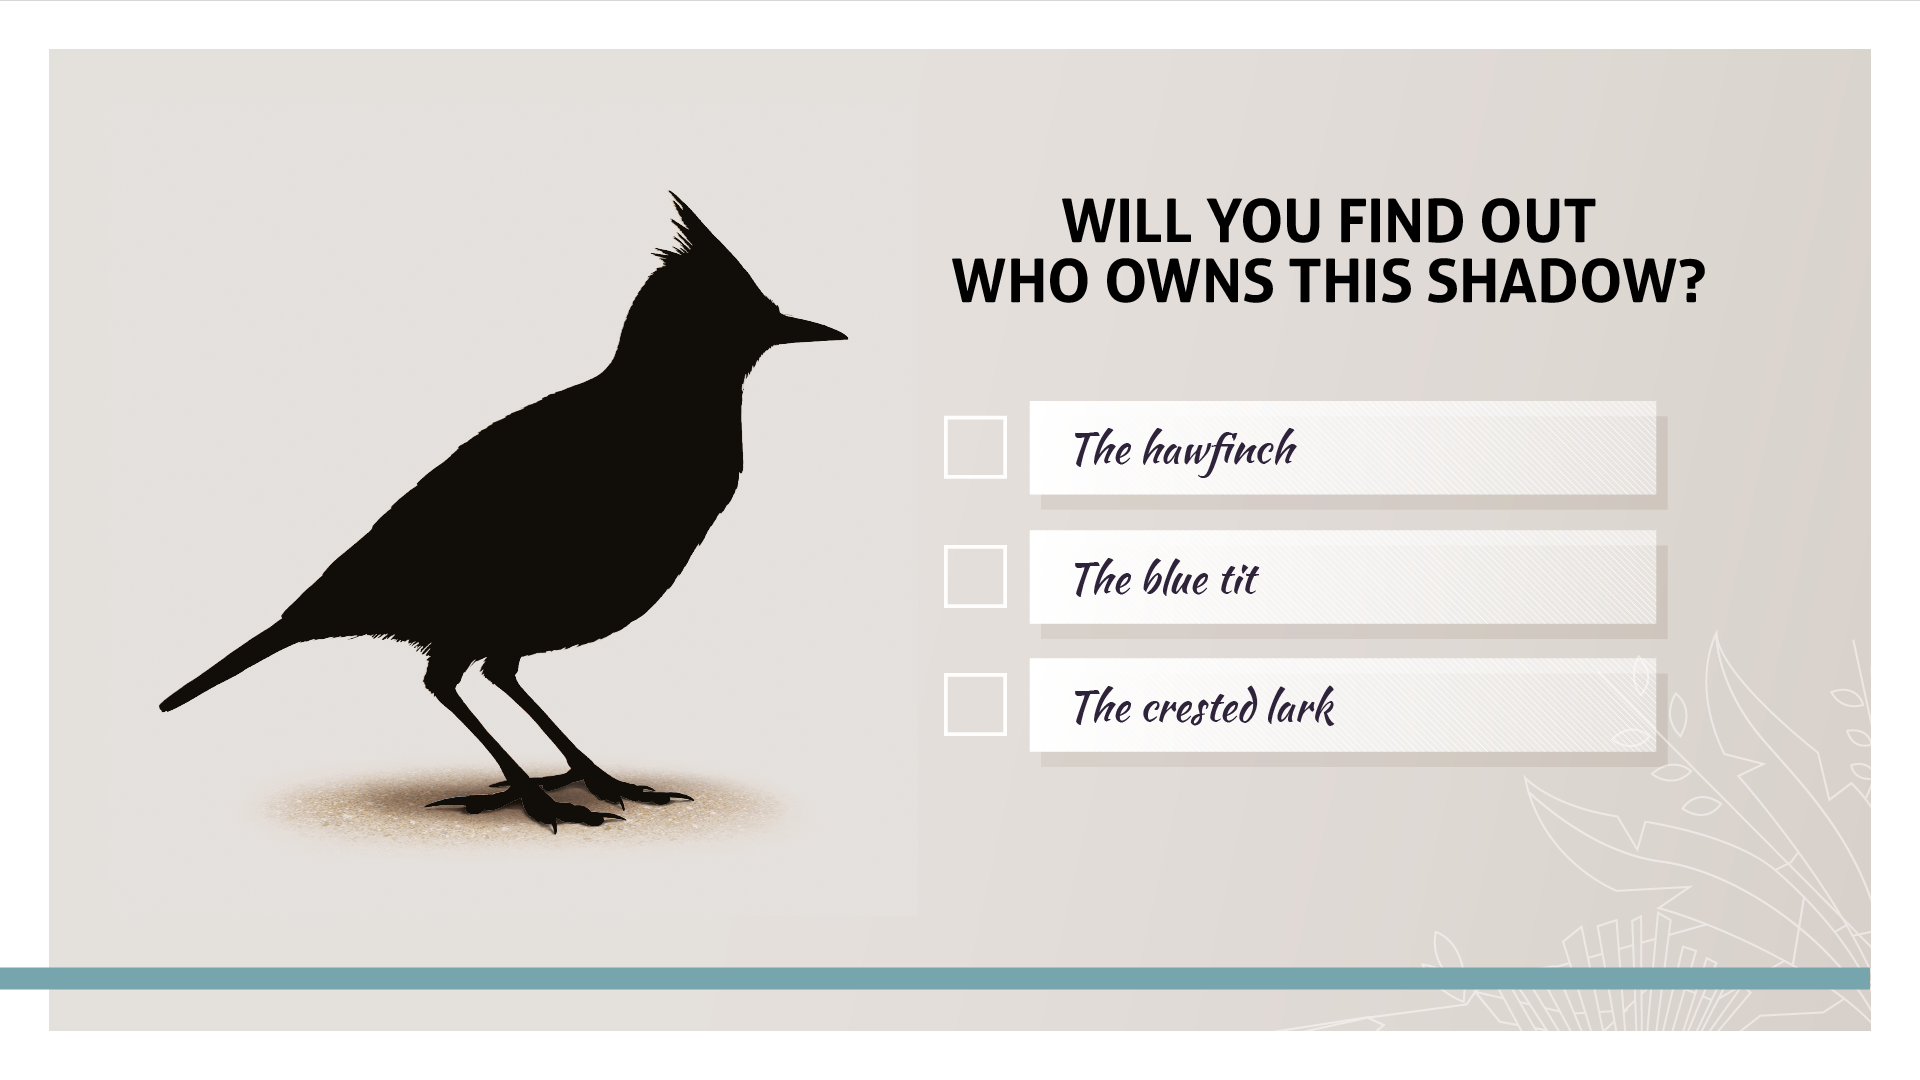 WILL YOU FIND OUT
WHO OWNS THIS SHADOW?
The hawfinch
The blue tit
The crested lark